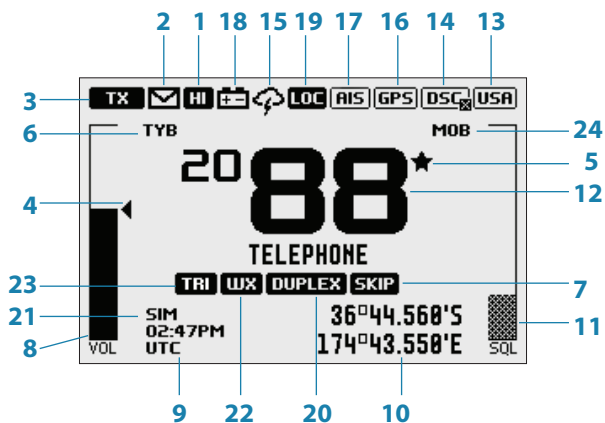 2 1 18 15 19 17 16 14 13
3 TX HI LOC AIS GPS DSC USA
6 TYB MOB 24
20 88 5
12
4
TELEPHONE
23 TRI WX DUPLEX SKIP 7
21 SIM 36°44.560'S
02:47PM 11
8 VOL UTC 174°43.550'E SQL
9 22 20 10